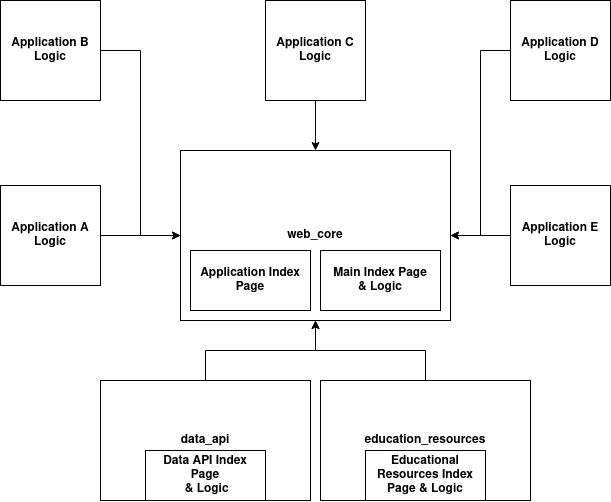 Application B
Logic
Application C
Logic
Application D
Logic
Application A
Logic
web_core
Application E
Logic
Application Index
Page
Main Index Page
& Logic
data_api
Data API Index
Page
& Logic
education_resources
Educational
Resources Index
Page & Logic